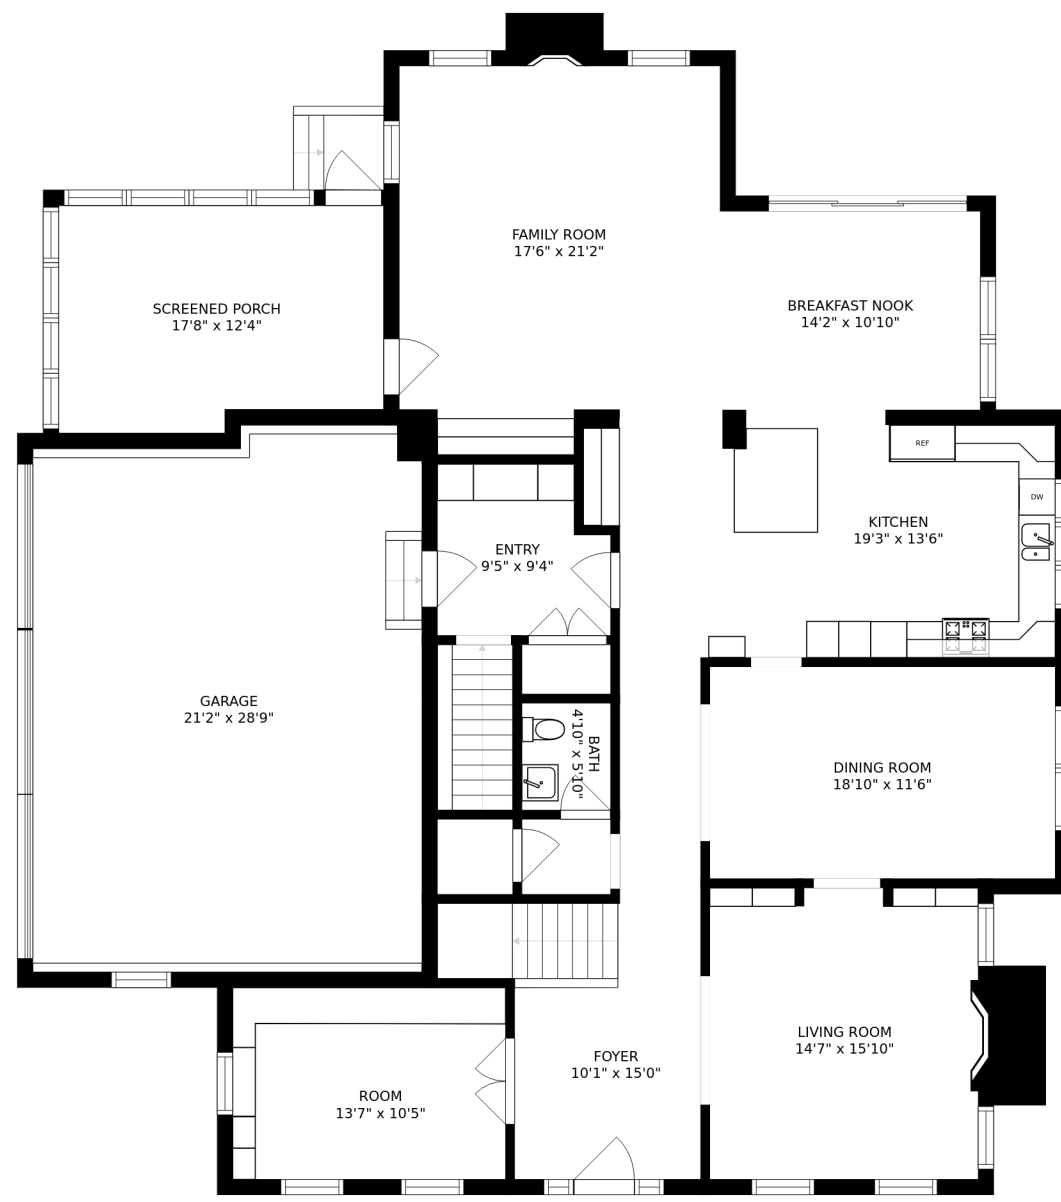 FAMILY ROOM
17'6" x 21'2"
SCREENED PORCH
17'8" x 12'4"
BREAKFAST NOOK
14'2" x 10'10"
REF
DW
KITCHEN
19'3" x 13'6"
ENTRY
9'5" x 9'4"
GARAGE
21'2" x 28'9"
BATH
4'10" x 5'10"
DINING ROOM
18'10" x 11'6"
LIVING ROOM
14'7" x 15'10"
FOYER
10'1" x 15'0"
ROOM
13'7" x 10'5"